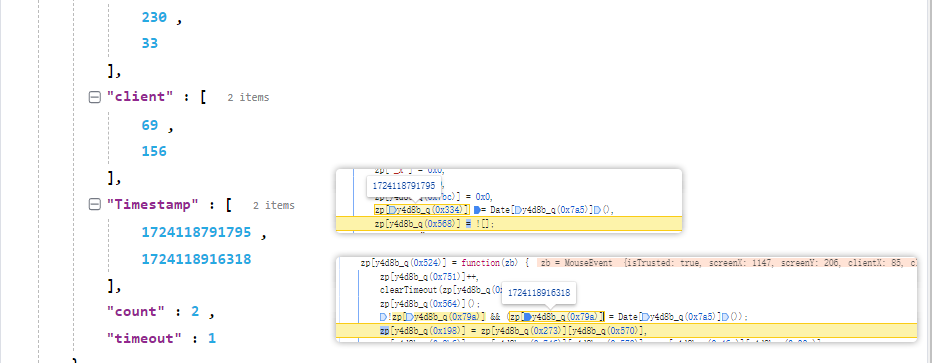 230 ,
33
],
"client" : [ 2 items
69 ,
156
],
"Timestamp" : [ 2 items
1724118791795 ,
1724118916318
],
"count" : 2 ,
"timeout" : 1
1724118791795
= 0x0,
zp[y4d8b_q(0x334)] = Date[y4d8b_q(0x7a5)](),
zp[y4d8b_q(0x568)] = ![];
zp[y4d8b_q(0x524)] = function(zb) { zb = MouseEvent {isTrusted: true, screenX: 1147, screenY: 206, clientX: 85, c
zp[y4d8b_q(0x751)]++,
clearTimeout(zp[y4d8b_q(0x
zp[y4d8b_q(0x564)]();
1724118916318
!zp[y4d8b_q(0x79a)] && (zp[y4d8b_q(0x79a)] = Date[y4d8b_q(0x7a5)]());
zp[y4d8b_q(0x198)] = zp[y4d8b_q(0x273)][y4d8b_q(0x570)],